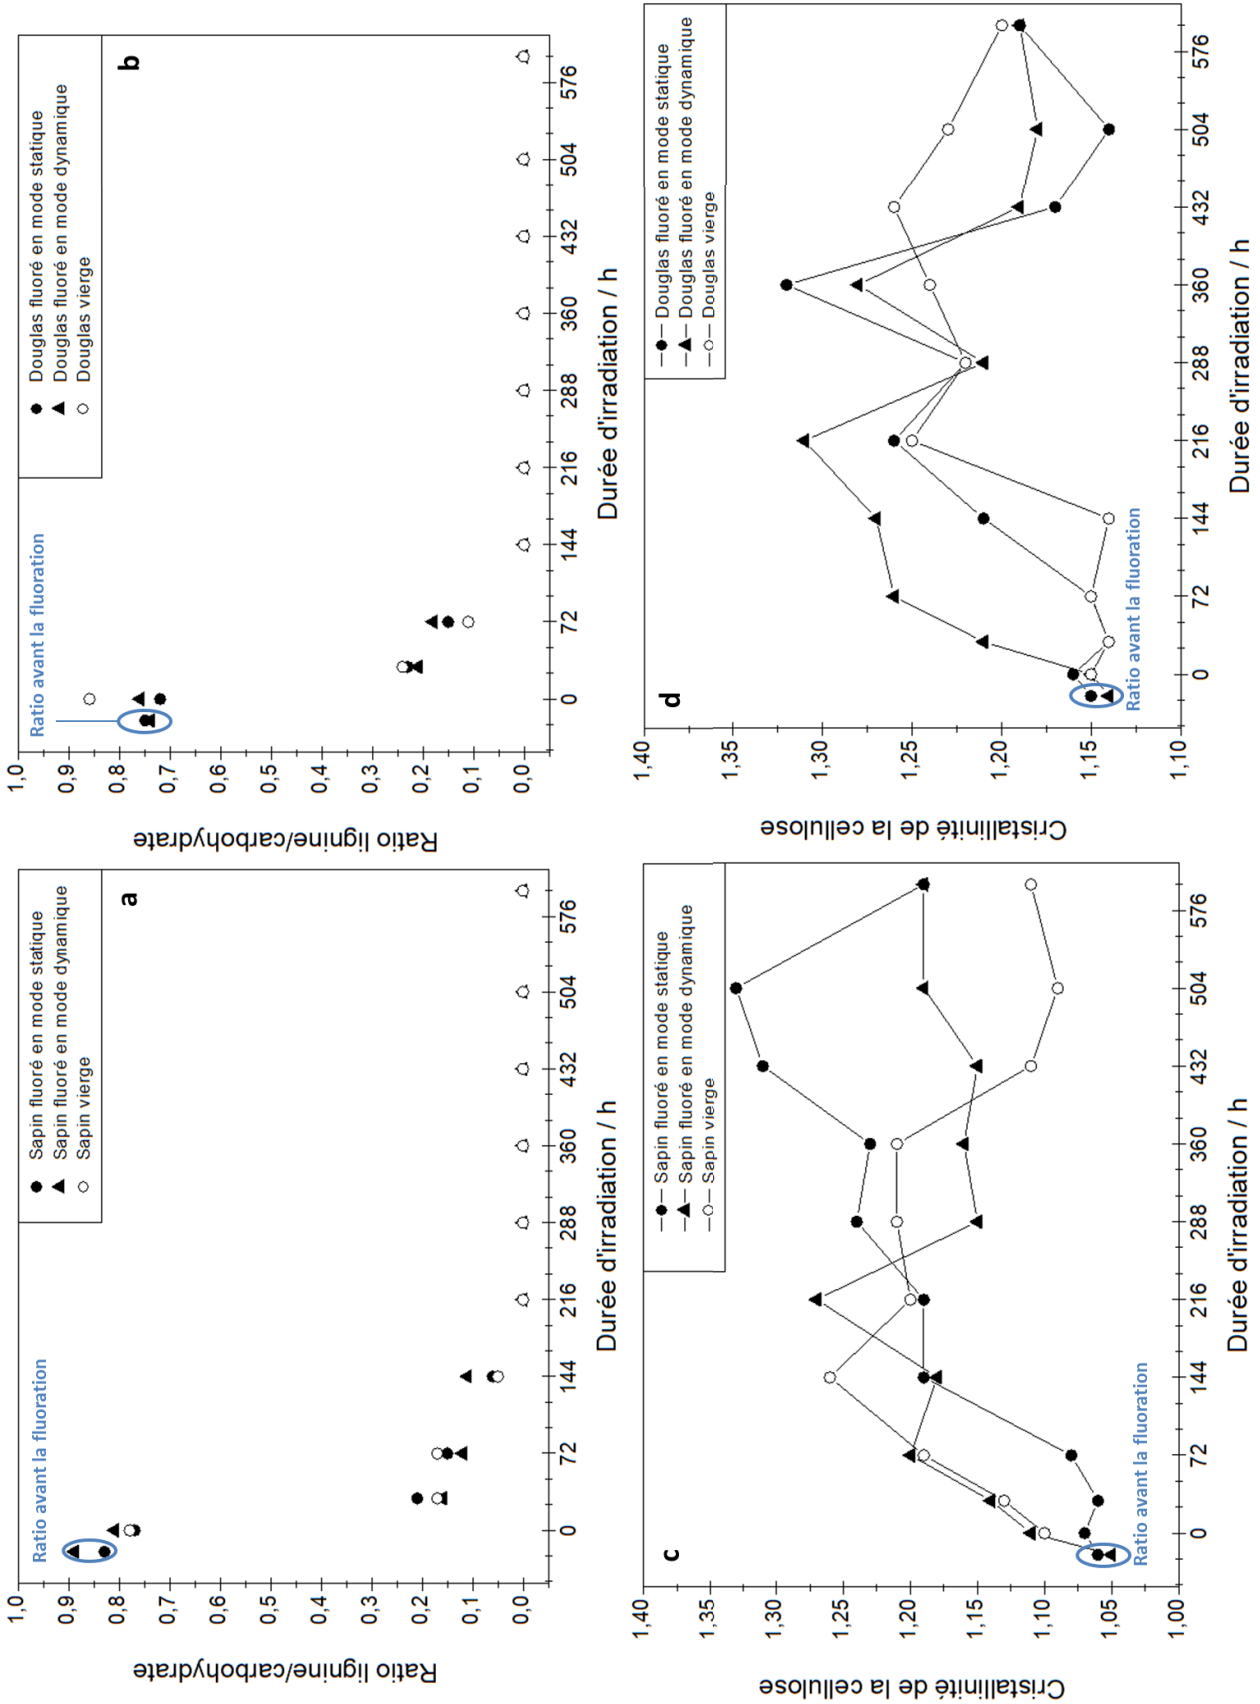 a
Sapin fluoré en mode statique
Sapin fluoré en mode dynamique
Sapin vierge
Ratio avant la fluoration
Ratio lignine/carbohydrate
1,0
0,9
0,8
0,7
0,6
0,5
0,4
0,3
0,2
0,1
0,0
0 72 144 216 288 360 432 504 576
Durée d'irradiation / h
b
Douglas fluoré en mode statique
Douglas fluoré en mode dynamique
Douglas vierge
Ratio avant la fluoration
Ratio lignine/carbohydrate
1,0
0,9
0,8
0,7
0,6
0,5
0,4
0,3
0,2
0,1
0,0
0 72 144 216 288 360 432 504 576
Durée d'irradiation / h
c
Sapin fluoré en mode statique
Sapin fluoré en mode dynamique
Sapin vierge
Ratio avant la fluoration
Cristallinité de la cellulose
1,40
1,35
1,30
1,25
1,20
1,15
1,10
1,05
1,00
0 72 144 216 288 360 432 504 576
Durée d'irradiation / h
d
Douglas fluoré en mode statique
Douglas fluoré en mode dynamique
Douglas vierge
Ratio avant la fluoration
Cristallinité de la cellulose
1,40
1,35
1,30
1,25
1,20
1,15
1,10
0 72 144 216 288 360 432 504 576
Durée d'irradiation / h